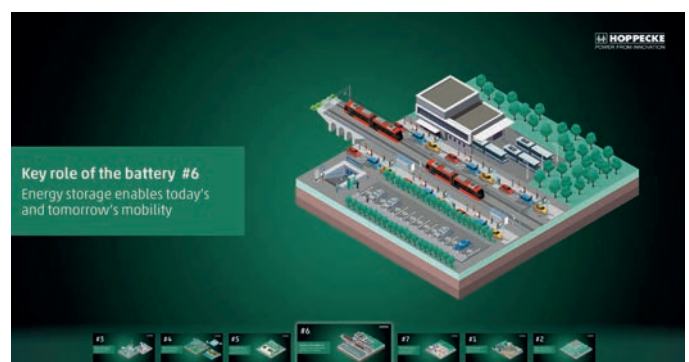 HOPPECKE
POWER FROM INNOVATION
Key role of the battery #6
Energy storage enables today's
and tomorrow's mobility
#3
#4
#5
#6
#7
#1
#2